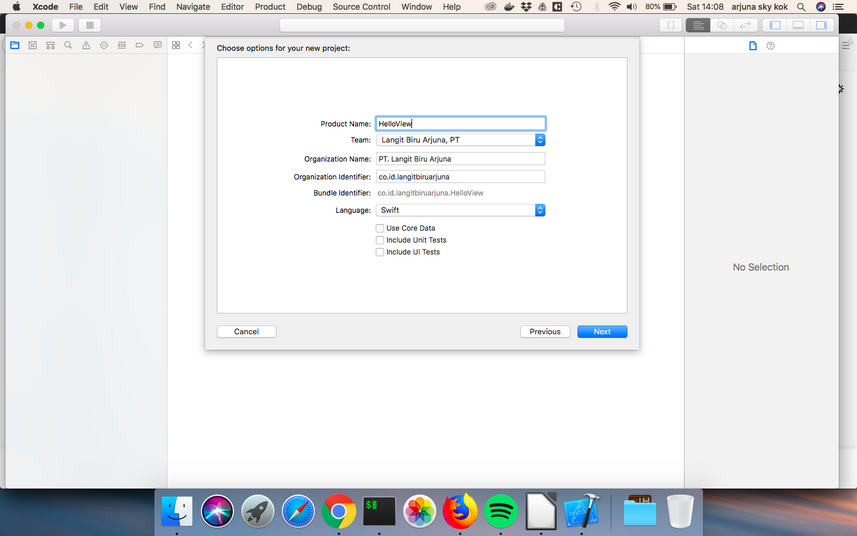 Xcode File Edit View Find Navigate Editor Product Debug Source Control Window Help 80% Sat 14:08 arjuna sky kok
Choose options for your new project:
Product Name: HelloView
Team: Langit Biru Arjuna, PT
Organization Name: PT. Langit Biru Arjuna
Organization Identifier: co.id.langitbiruarjuna
Bundle Identifier: co.id.langitbiruarjuna.HelloView
Language: Swift
Use Core Data
Include Unit Tests
Include UI Tests
No Selection
Cancel Previous Next